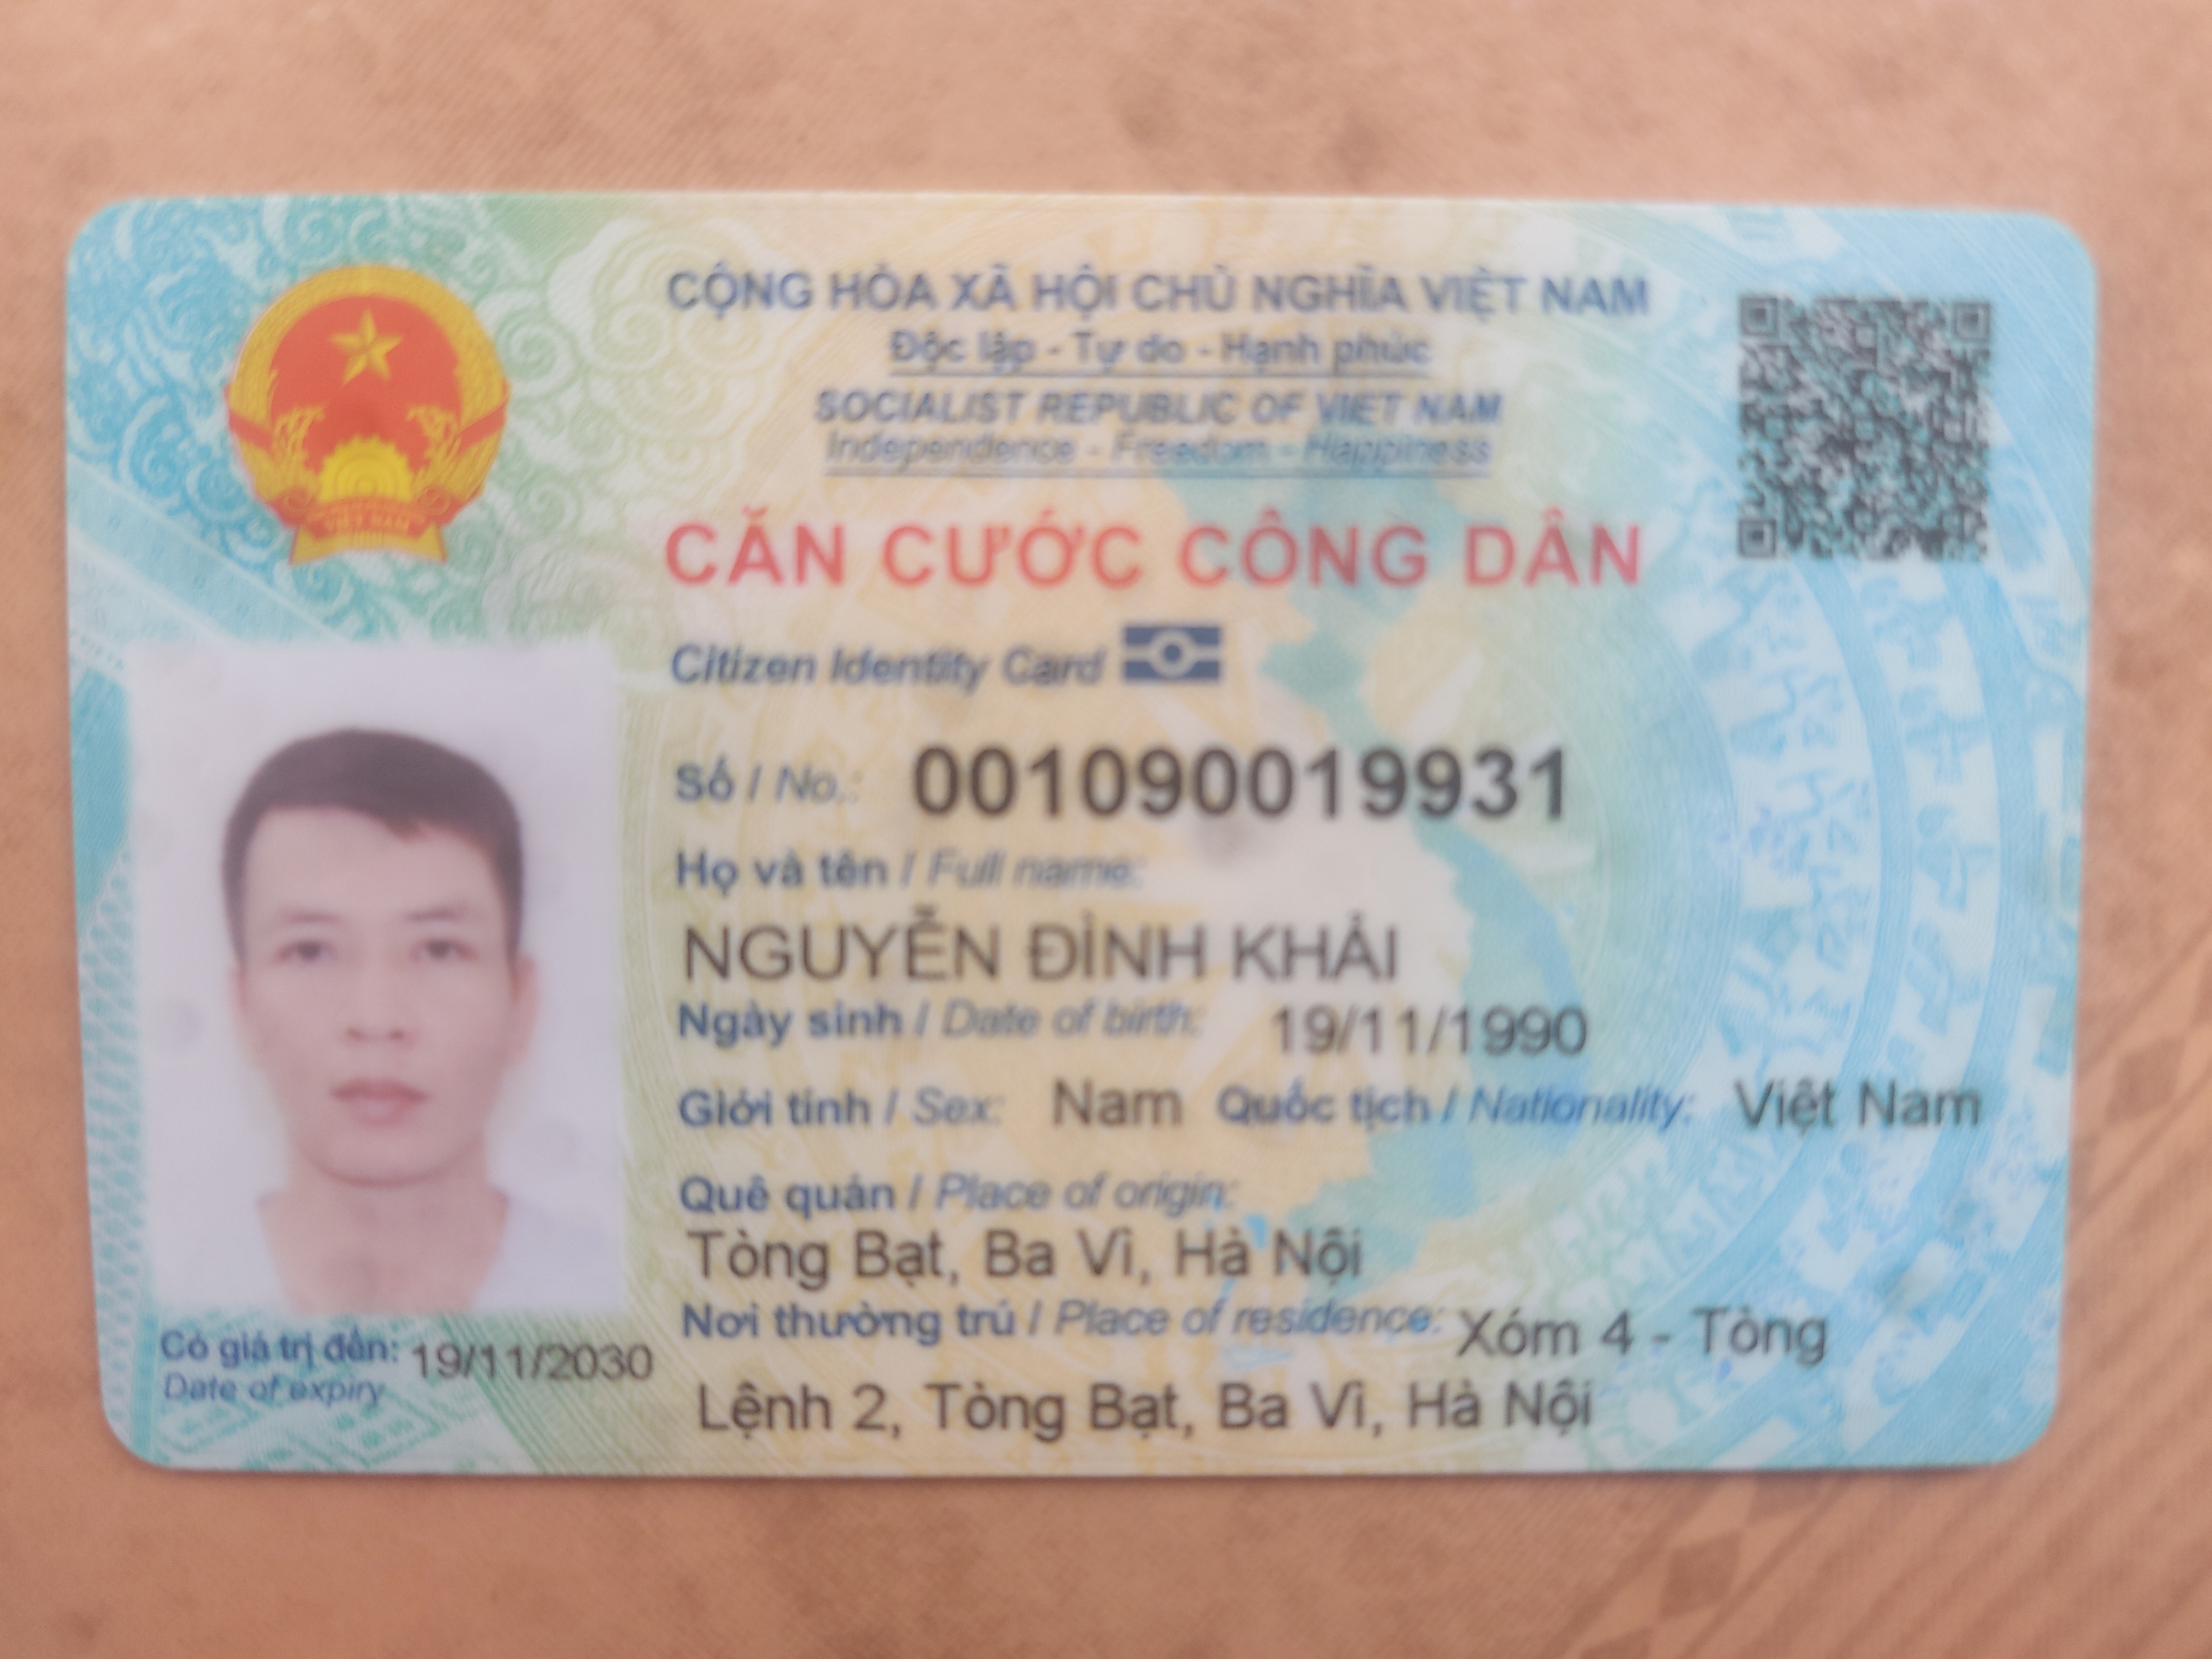 CỘNG HÒA XÃ HỘI CHỦ NGHĨA VIỆT NAM
Độc lập - Tự do - Hạnh phúc
SOCIALIST REPUBLIC OF VIET NAM
Independence - Freedom - Happiness
CĂN CƯỚC CÔNG DÂN
Citizen Identity Card
Số / No.: 001090019931
Họ và tên / Full name:
NGUYỄN ĐÌNH KHẢI
Ngày sinh / Date of birth: 19/11/1990
Giới tính / Sex: Nam Quốc tịch / Nationality: Việt Nam
Quê quán / Place of origin:
Tòng Bạt, Ba Vì, Hà Nội
Nơi thường trú / Place of residence: Xóm 4 - Tòng
Lệnh 2, Tòng Bạt, Ba Vì, Hà Nội
Có giá trị đến: 19/11/2030
Date of expiry
VIỆT NAM